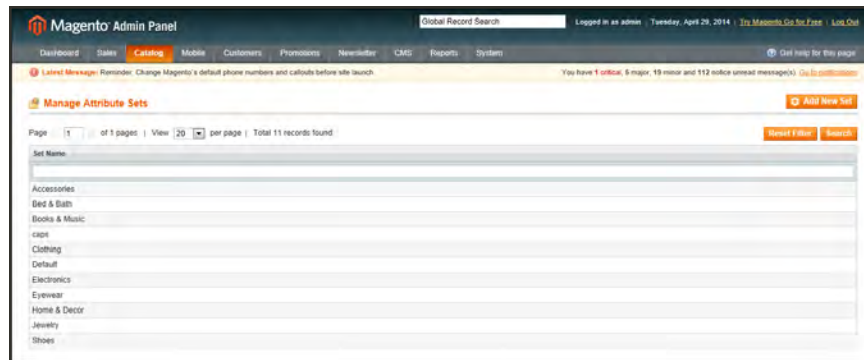 Magento® Admin Panel
Global Record Search
Logged in as admin | Tuesday, April 29, 2014 | Try Magento Go for Free | Log Out
Dashboard Sales Catalog Mobile Customers Promotions Newsletter CMS Reports System
Get help for this page
Latest Message: Reminder: Change Magento's default phone numbers and callouts before site launch
You have 1 critical, 5 major, 19 minor and 112 notice unread message(s). Go to notifications
Manage Attribute Sets
Add New Set
Page 1 of 1 pages | View 20 per page | Total 11 records found
Reset Filter Search
Set Name
Accessories
Bed & Bath
Books & Music
caps
Clothing
Default
Electronics
Eyewear
Home & Decor
Jewelry
Shoes